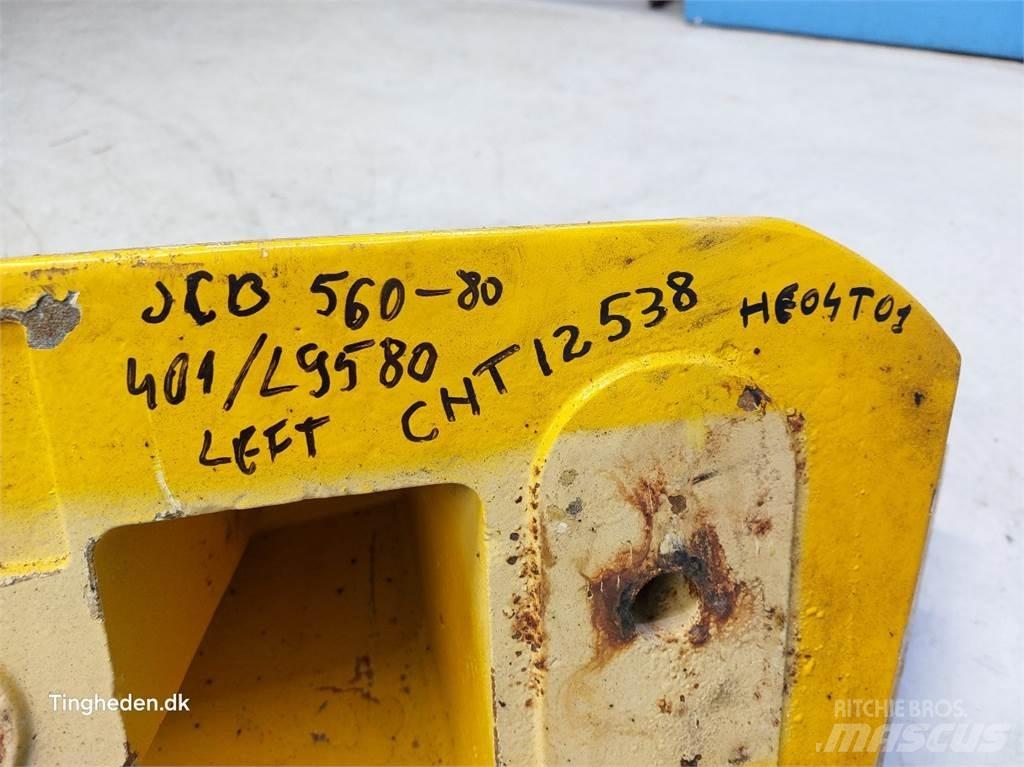 JCB 560-80
401/L9580
LEFT CHT12538 HE04T01
Tingheden.dk
RITCHIE BROS.
MASCUS